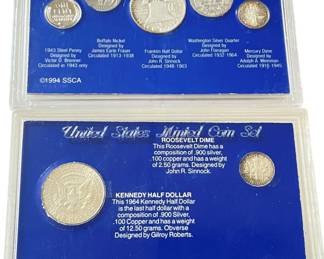 Buffalo Nickel
Designed by
James Earle Fraser
Circulated 1913-1938
Washington Silver Quarter
Designed by
John Flanagan
Circulated 1932-1964
1943 Steel Penny
Designed by
Victor D. Brenner
Circulated in 1943 only
Franklin Half Dollar
Designed by
John R. Sinnock
Circulated 1948-1963
Mercury Dime
Designed by
Adolph A. Weinman
Circulated 1916-1945
©1994 SSCA
United States Minted Coin Set
ROOSEVELT DIME
This Roosevelt Dime has a
composition of .900 silver,
.100 copper and has a weight
of 2.50 grams. Designed by
John R. Sinnock.
KENNEDY HALF DOLLAR
This 1964 Kennedy Half Dollar
is the last half dollar with a
composition of .900 Silver,
.100 Copper and has a weight
of 12.50 grams. Obverse
Designed by Gilroy Roberts.